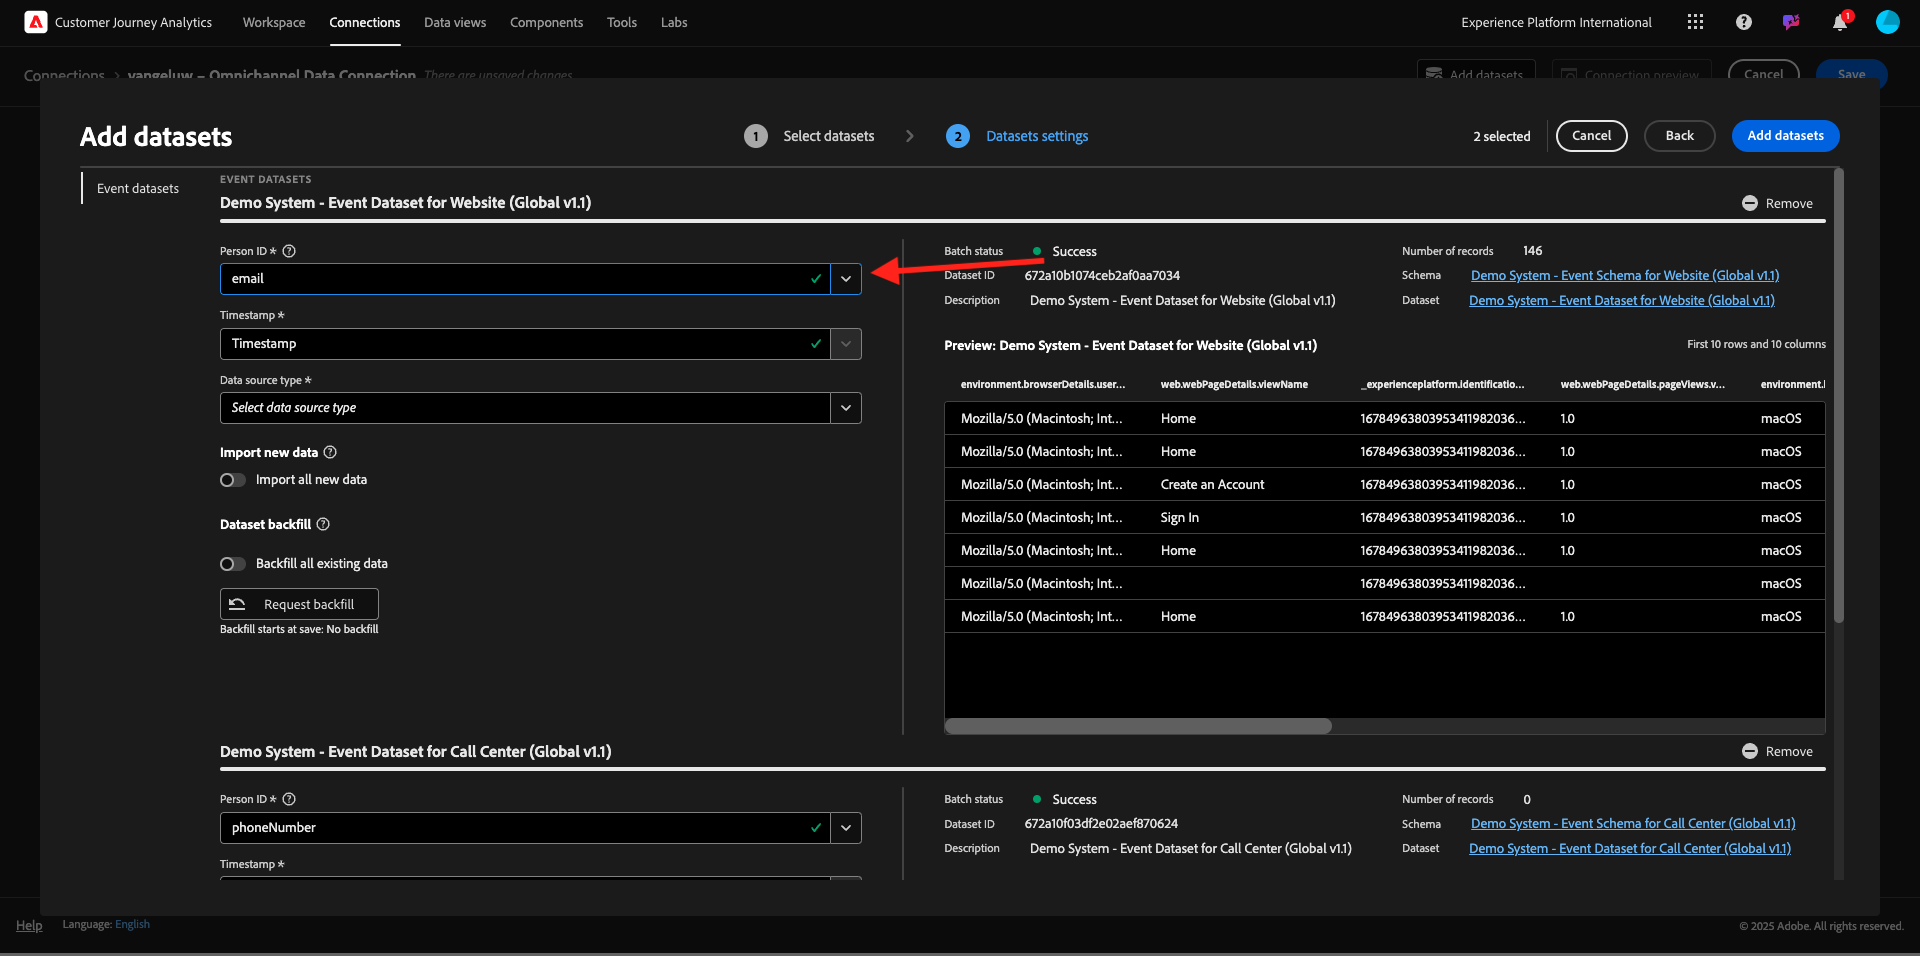 Customer Journey Analytics Workspace Connections Data views Components Tools Labs Experience Platform International 1
Connections > vangeluw – Omnichannel Data Connection There are unsaved changes Add datasets Connection preview Cancel Save
Add datasets 1 Select datasets 2 Datasets settings 2 selected Cancel Back Add datasets
Event datasets
EVENT DATASETS
Demo System - Event Dataset for Website (Global v1.1) Remove
Person ID *
email
Timestamp *
Timestamp
Data source type *
Select data source type
Import new data
Import all new data
Dataset backfill
Backfill all existing data
Request backfill
Backfill starts at save: No backfill
Batch status Success Number of records 146
Dataset ID 672a10b1074ceb2af0aa7034 Schema Demo System - Event Schema for Website (Global v1.1)
Description Demo System - Event Dataset for Website (Global v1.1) Dataset Demo System - Event Dataset for Website (Global v1.1)
Preview: Demo System - Event Dataset for Website (Global v1.1) First 10 rows and 10 columns
environment.browserDetails.user... web.webPageDetails.viewName _experienceplatform.identificatio... web.webPageDetails.pageViews.v... environment.
Mozilla/5.0 (Macintosh; Int... Home 16784963803953411982036... 1.0 macOS
Mozilla/5.0 (Macintosh; Int... Home 16784963803953411982036... 1.0 macOS
Mozilla/5.0 (Macintosh; Int... Create an Account 16784963803953411982036... 1.0 macOS
Mozilla/5.0 (Macintosh; Int... Sign In 16784963803953411982036... 1.0 macOS
Mozilla/5.0 (Macintosh; Int... Home 16784963803953411982036... 1.0 macOS
Mozilla/5.0 (Macintosh; Int... 16784963803953411982036... macOS
Mozilla/5.0 (Macintosh; Int... Home 16784963803953411982036... 1.0 macOS
Demo System - Event Dataset for Call Center (Global v1.1) Remove
Person ID *
phoneNumber
Timestamp *
Batch status Success Number of records 0
Dataset ID 672a10f03df2e02aef870624 Schema Demo System - Event Schema for Call Center (Global v1.1)
Description Demo System - Event Dataset for Call Center (Global v1.1) Dataset Demo System - Event Dataset for Call Center (Global v1.1)
Help Language: English © 2025 Adobe. All rights reserved.